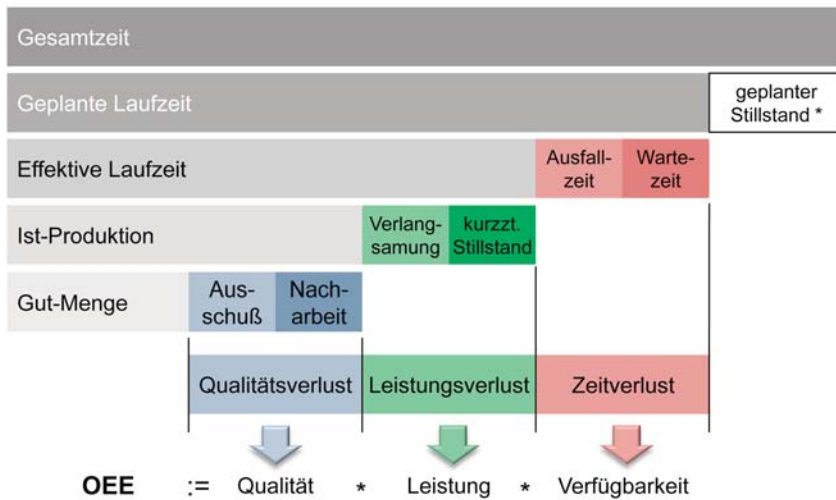 Gesamtzeit
Geplante Laufzeit
geplanter
Stillstand *
Effektive Laufzeit
Ausfall-
zeit
Warte-
zeit
Ist-Produktion
Verlang-
samung
kurzzt.
Stillstand
Gut-Menge
Aus-
schuß
Nach-
arbeit
Qualitätsverlust
Leistungsverlust
Zeitverlust
OEE := Qualität * Leistung * Verfügbarkeit